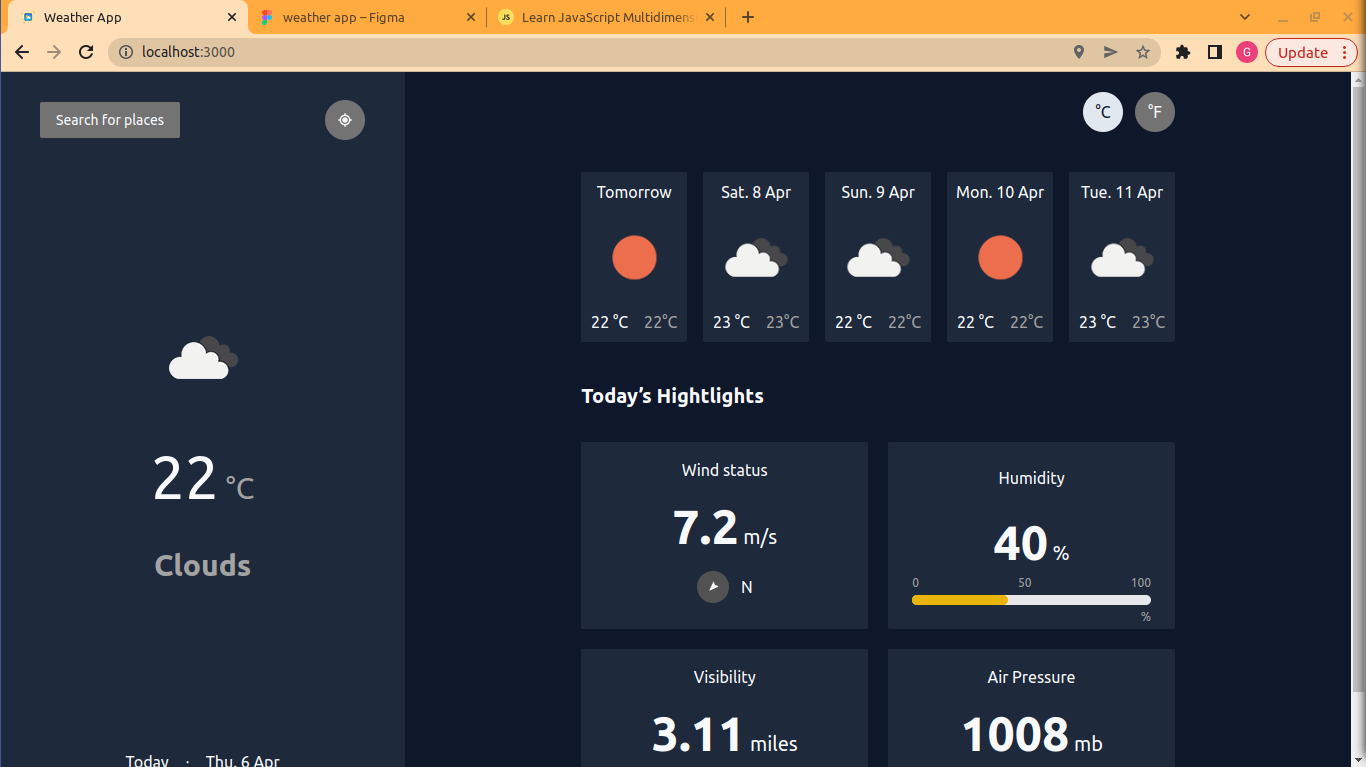 Weather App
weather app – Figma
Learn JavaScript Multidimens
localhost:3000
G
Update
Search for places
°C
°F
Tomorrow
Sat. 8 Apr
Sun. 9 Apr
Mon. 10 Apr
Tue. 11 Apr
22 °C 22°C
23 °C 23°C
22 °C 22°C
22 °C 22°C
23 °C 23°C
22 °C
Clouds
Today · Thu. 6 Apr
Today’s Hightlights
Wind status
7.2 m/s
N
Humidity
40 %
0 50 100
%
Visibility
3.11 miles
Air Pressure
1008 mb